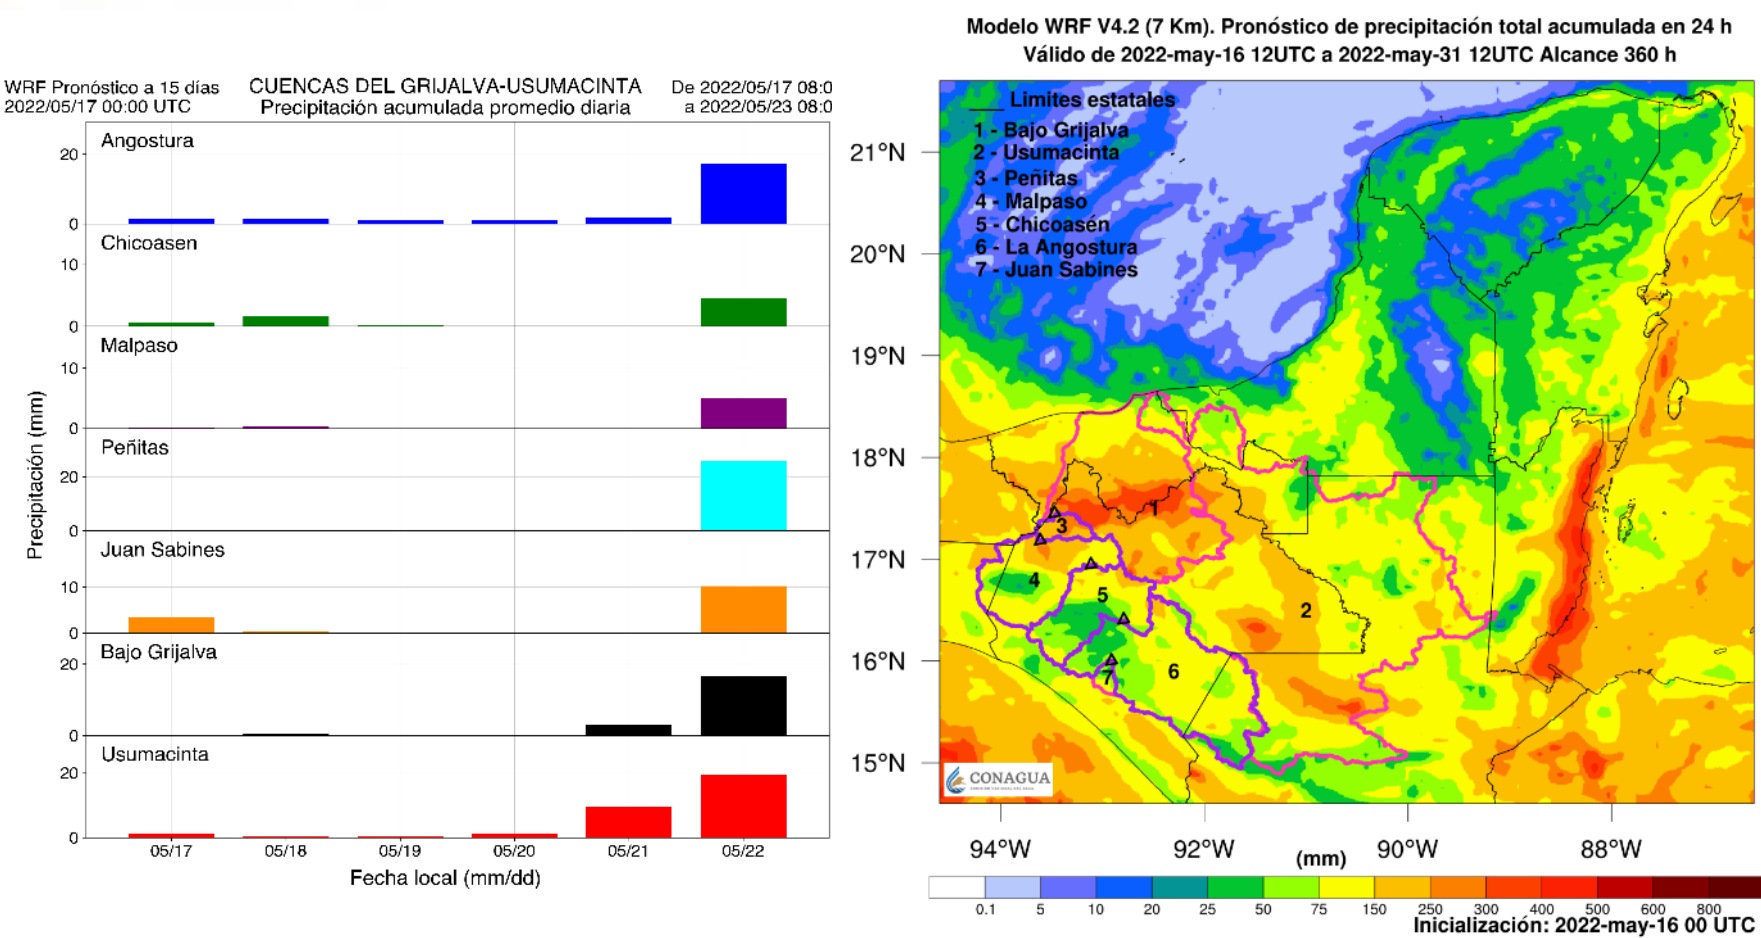 WRF Pronóstico a 15 días
2022/05/17 00:00 UTC
CUENCAS DEL GRIJALVA-USUMACINTA
Precipitación acumulada promedio diaria
De 2022/05/17 08:0
a 2022/05/23 08:0
Precipitación (mm)
Angostura
20
0
Chicoasen
10
0
Malpaso
10
0
Peñitas
20
0
Juan Sabines
10
0
Bajo Grijalva
20
0
Usumacinta
20
0
05/17 05/18 05/19 05/20 05/21 05/22
Fecha local (mm/dd)
Modelo WRF V4.2 (7 Km). Pronóstico de precipitación total acumulada en 24 h
Válido de 2022-may-16 12UTC a 2022-may-31 12UTC Alcance 360 h
Limites estatales
1 - Bajo Grijalva
2 - Usumacinta
3 - Peñitas
4 - Malpaso
5 - Chicoasén
6 - La Angostura
7 - Juan Sabines
21°N
20°N
19°N
18°N
17°N
16°N
15°N
1
3
4
5
2
6
7
CONAGUA
94°W 92°W 90°W 88°W
(mm)
0.1 5 10 20 25 50 75 150 250 300 400 500 600 800
Inicialización: 2022-may-16 00 UTC